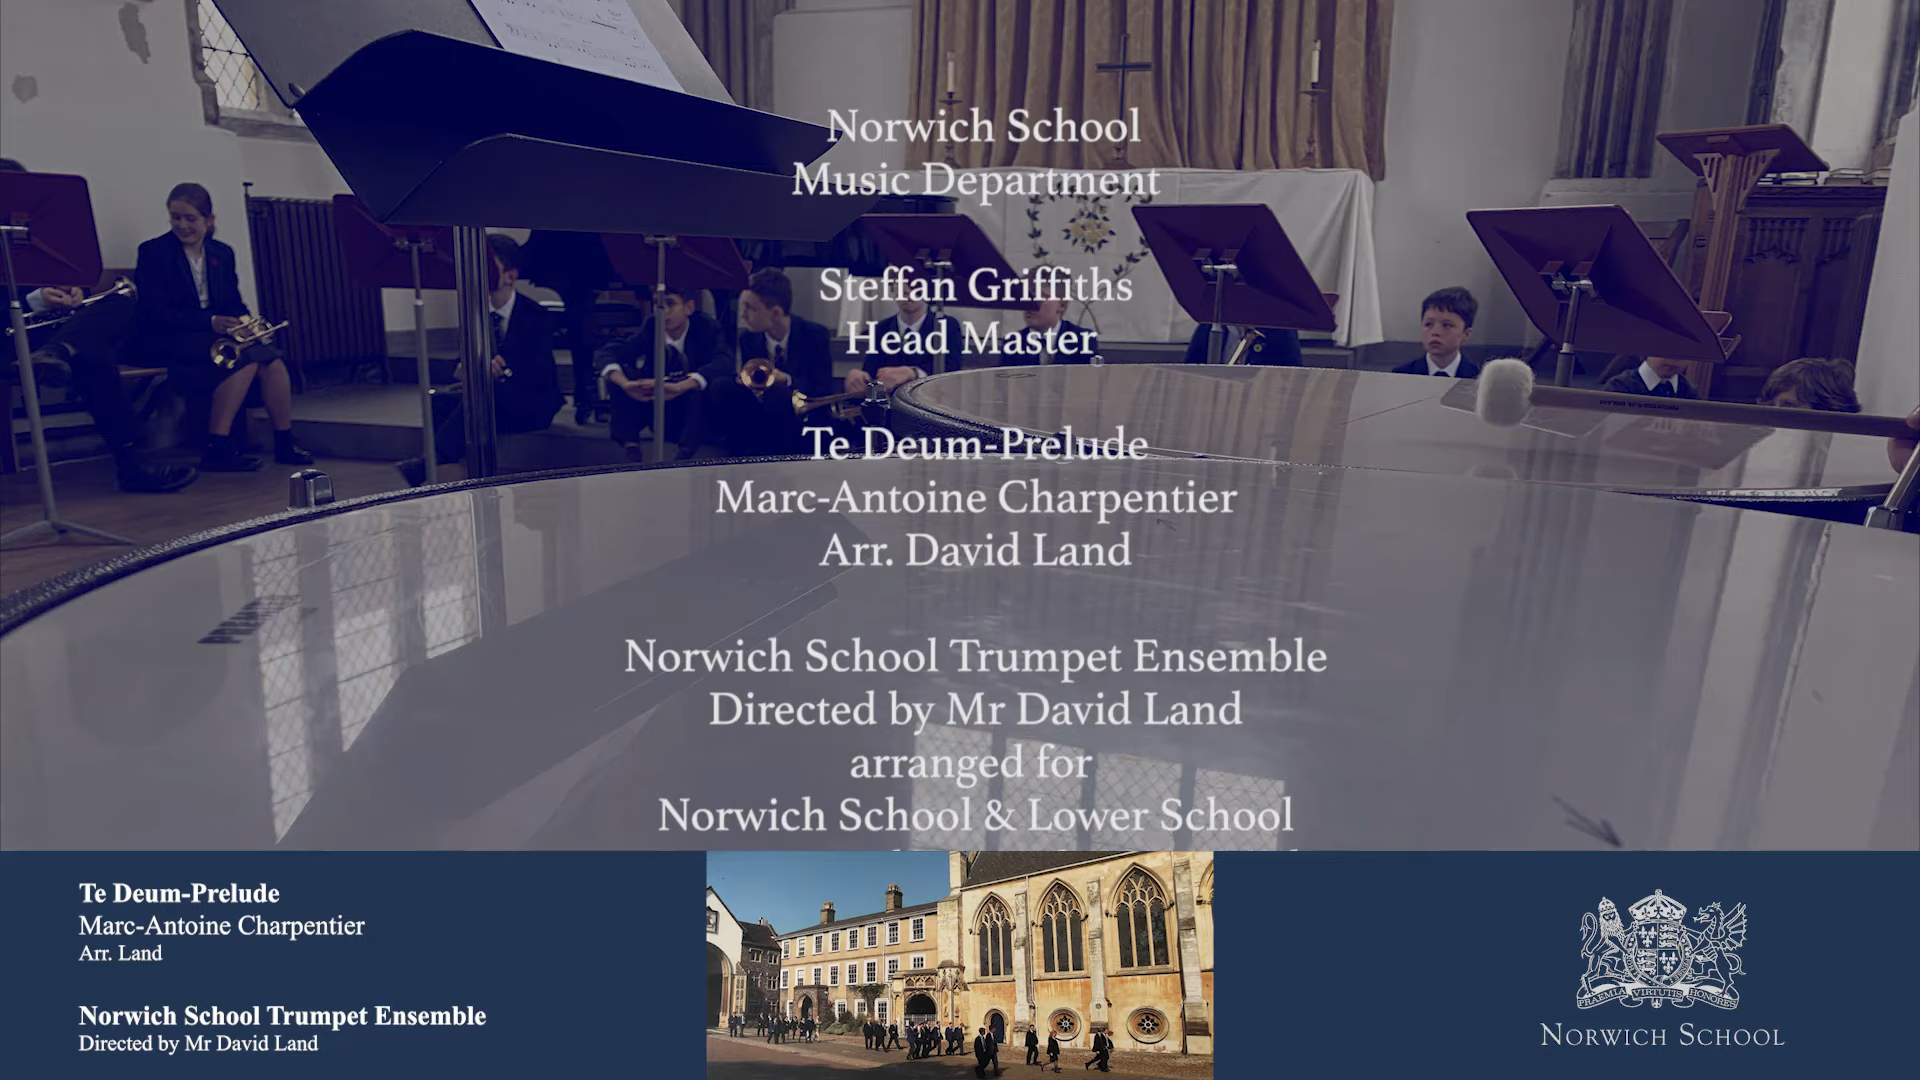 Norwich School
Music Department
Steffan Griffiths
Head Master
Te Deum-Prelude
Marc-Antoine Charpentier
Arr. David Land
Norwich School Trumpet Ensemble
Directed by Mr David Land
arranged for
Norwich School & Lower School
Te Deum-Prelude
Marc-Antoine Charpentier
Arr. Land
Norwich School Trumpet Ensemble
Directed by Mr David Land
PRAEMIA VIRTUTIS HONORES
NORWICH SCHOOL